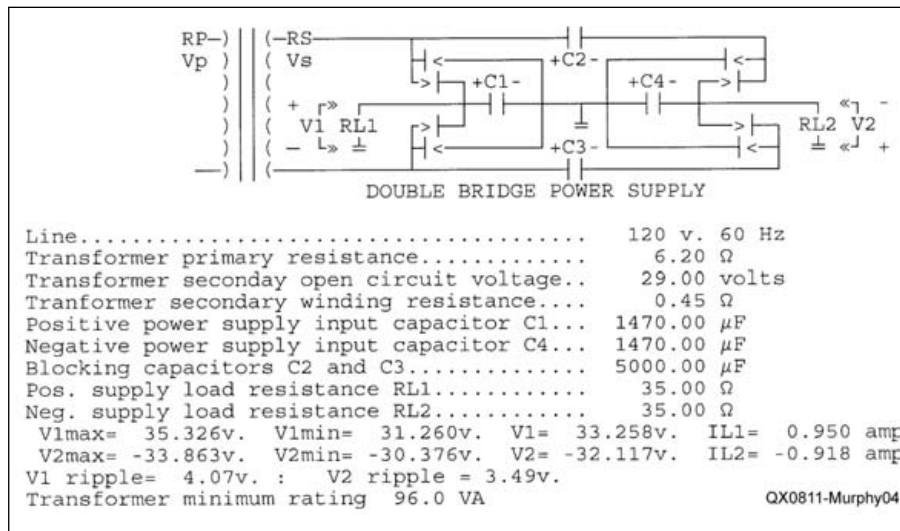 RP—) (—RS
Vp ) ( Vs
+C2-
+C1- +C4-
+ V1 RL1 RL2 V2 -
- +
+C3-
DOUBLE BRIDGE POWER SUPPLY
Line....................................... 120 v. 60 Hz
Transformer primary resistance............. 6.20 Ω
Transformer seconday open circuit voltage.. 29.00 volts
Tranformer secondary winding resistance.... 0.45 Ω
Positive power supply input capacitor C1... 1470.00 µF
Negative power supply input capacitor C4... 1470.00 µF
Blocking capacitors C2 and C3.............. 5000.00 µF
Pos. supply load resistance RL1............ 35.00 Ω
Neg. supply load resistance RL2............ 35.00 Ω
V1max= 35.326v. V1min= 31.260v. V1= 33.258v. IL1= 0.950 amp
V2max= -33.863v. V2min= -30.376v. V2= -32.117v. IL2= -0.918 amp
V1 ripple= 4.07v. : V2 ripple = 3.49v.
Transformer minimum rating 96.0 VA
QX0811-Murphy04